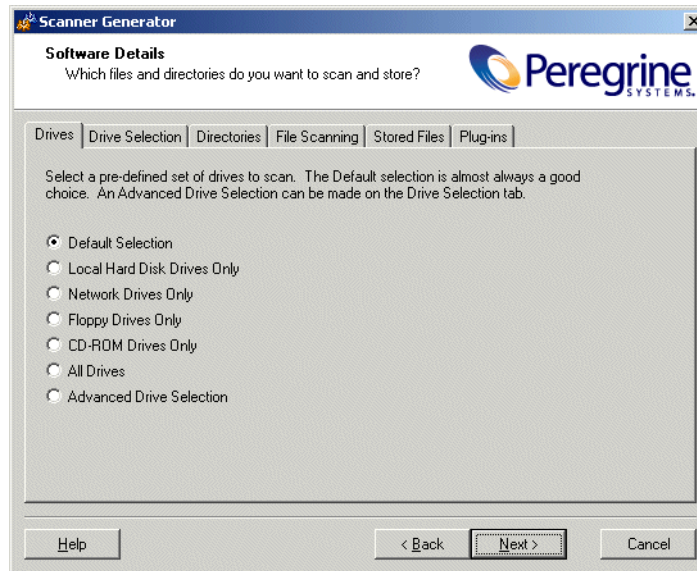 Scanner Generator
Software Details
Which files and directories do you want to scan and store?
Peregrine
SYSTEMS.
Drives
Drive Selection
Directories
File Scanning
Stored Files
Plug-ins
Select a pre-defined set of drives to scan. The Default selection is almost always a good
choice. An Advanced Drive Selection can be made on the Drive Selection tab.
Default Selection
Local Hard Disk Drives Only
Network Drives Only
Floppy Drives Only
CD-ROM Drives Only
All Drives
Advanced Drive Selection
Help
< Back
Next >
Cancel